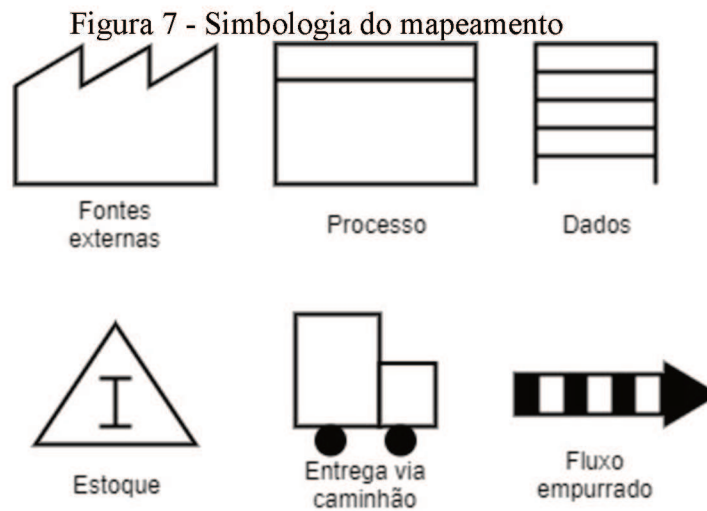 Figura 7 - Simbologia do mapeamento
Fontes
externas
Processo
Dados
I
Estoque
Entrega via
caminhão
Fluxo
empurrado